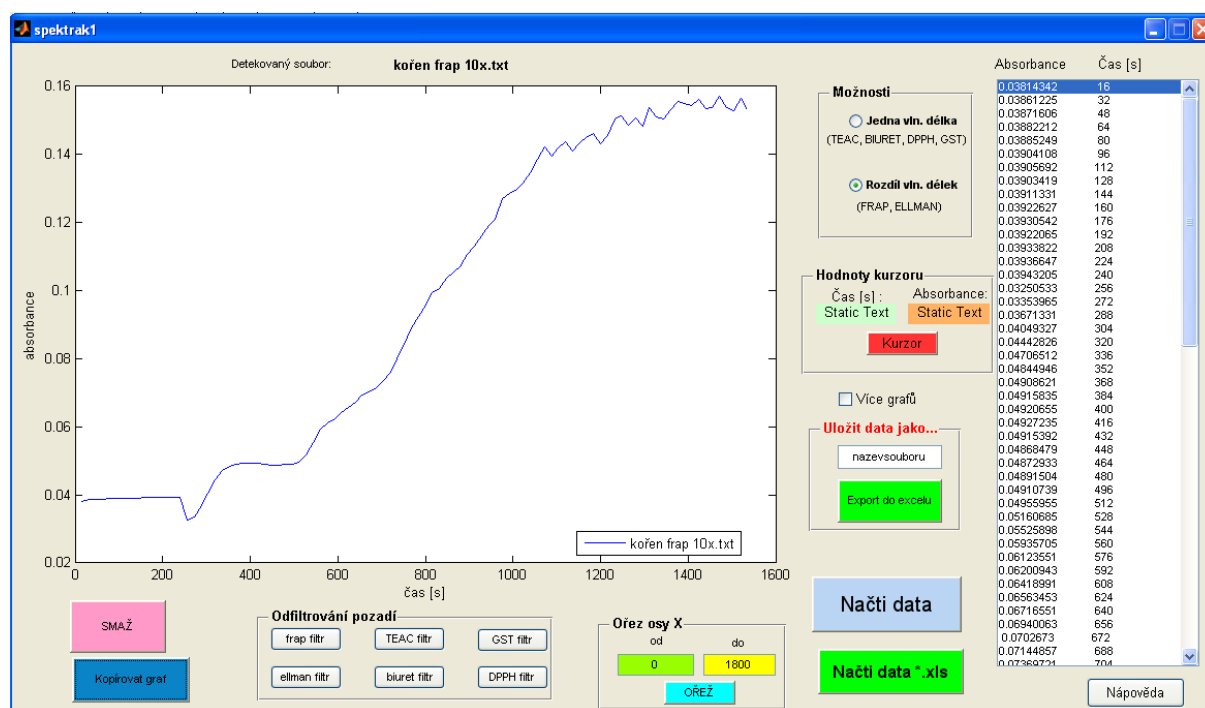 spektrak1
Detekovaný soubor: kořen frap 10x.txt
0.16
0.14
0.12
0.1
0.08
0.06
0.04
0.02
absorbance
0 200 400 600 800 1000 1200 1400 1600
čas [s]
kořen frap 10x.txt
SMAŽ
Kopírovat graf
Odfiltrování pozadí
frap filtr TEAC filtr GST filtr
ellman filtr biuret filtr DPPH filtr
Ořez osy X
od do
0 1800
OŘEŽ
Možnosti
Jedna vln. délka
(TEAC, BIURET, DPPH, GST)
Rozdíl vln. délek
(FRAP, ELLMAN)
Hodnoty kurzoru
Čas [s] : Absorbance:
Static Text Static Text
Kurzor
Více grafů
Uložit data jako...
nazevsouboru
Export do excelu
Načti data
Načti data *.xls
Absorbance Čas [s]
0.03814342 16
0.03861225 32
0.03871606 48
0.03882212 64
0.03885249 80
0.03904108 96
0.03905692 112
0.03903419 128
0.03911331 144
0.03922627 160
0.03930542 176
0.03922065 192
0.03933822 208
0.03936647 224
0.03943205 240
0.03250533 256
0.03353965 272
0.03671331 288
0.04049327 304
0.04442826 320
0.04706512 336
0.04844946 352
0.04908621 368
0.04915835 384
0.04920655 400
0.04927235 416
0.04915392 432
0.04868479 448
0.04872933 464
0.04891504 480
0.04910739 496
0.04955955 512
0.05160685 528
0.05525898 544
0.05935705 560
0.06123551 576
0.06200943 592
0.06418991 608
0.06563453 624
0.06716551 640
0.06940063 656
0.0702673 672
0.07144857 688
0.07369721 704
Nápověda